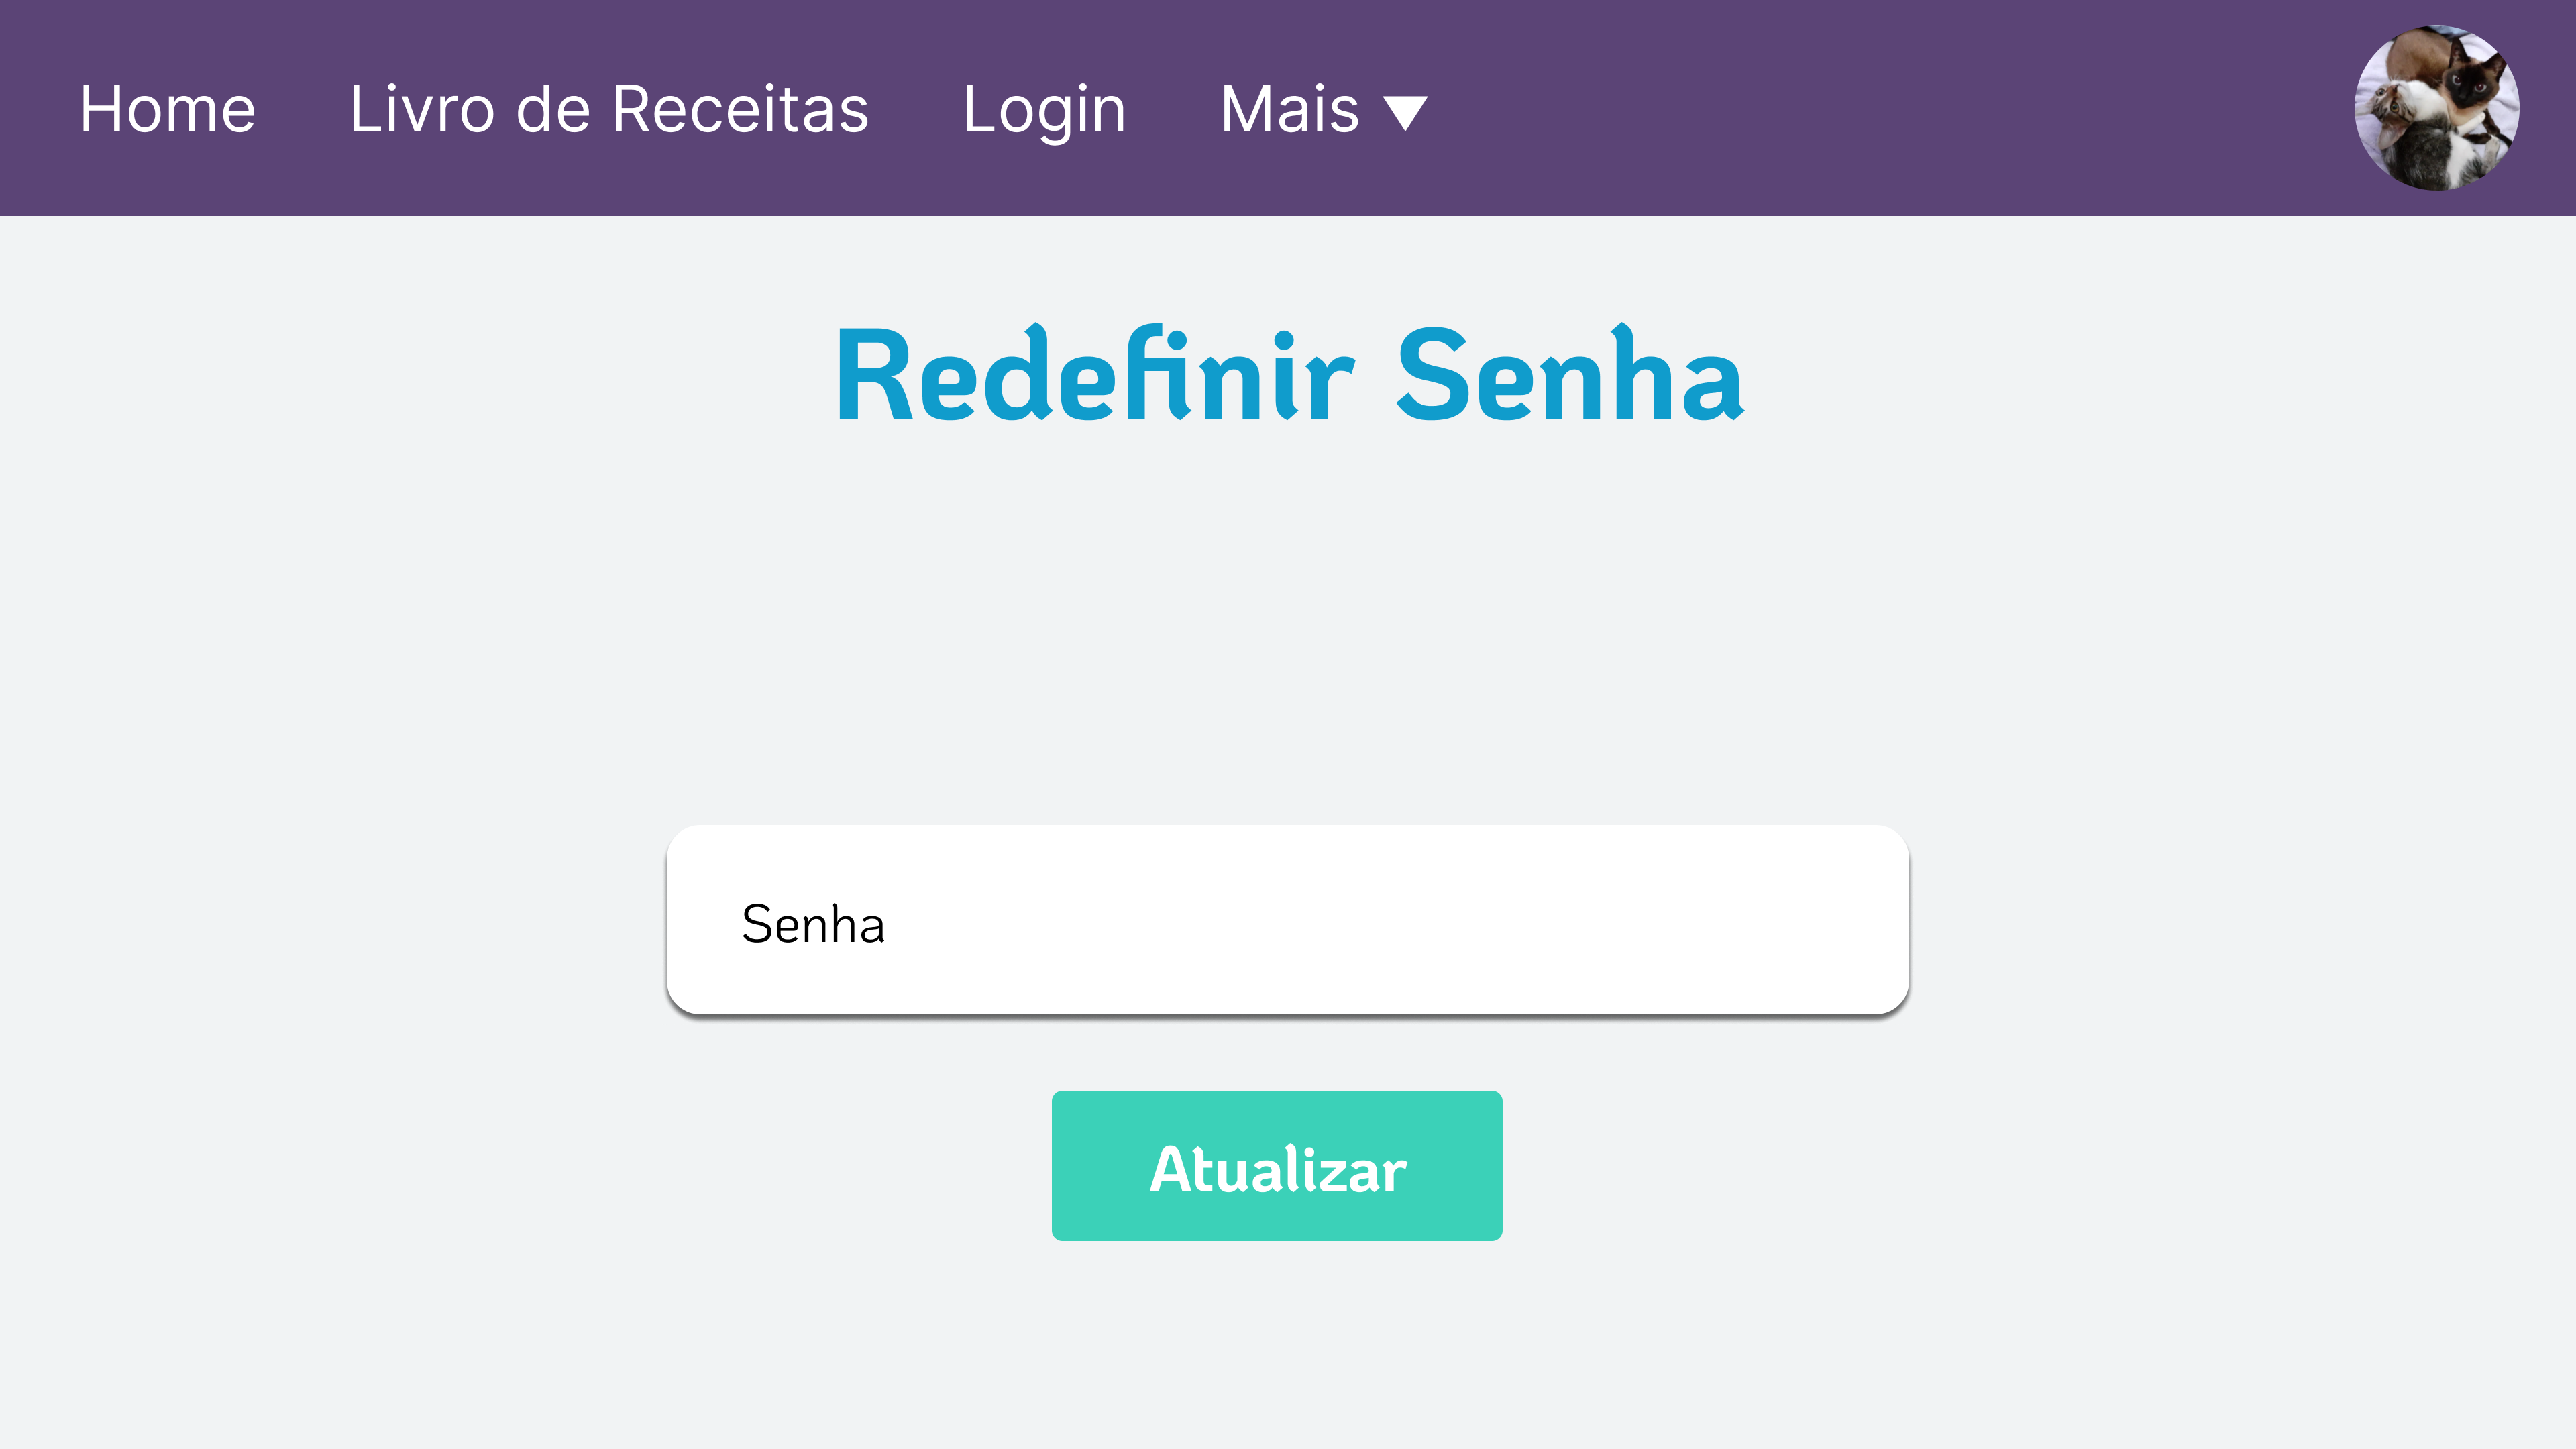 Home Livro de Receitas Login Mais ▼
Redefinir Senha
Senha
Atualizar